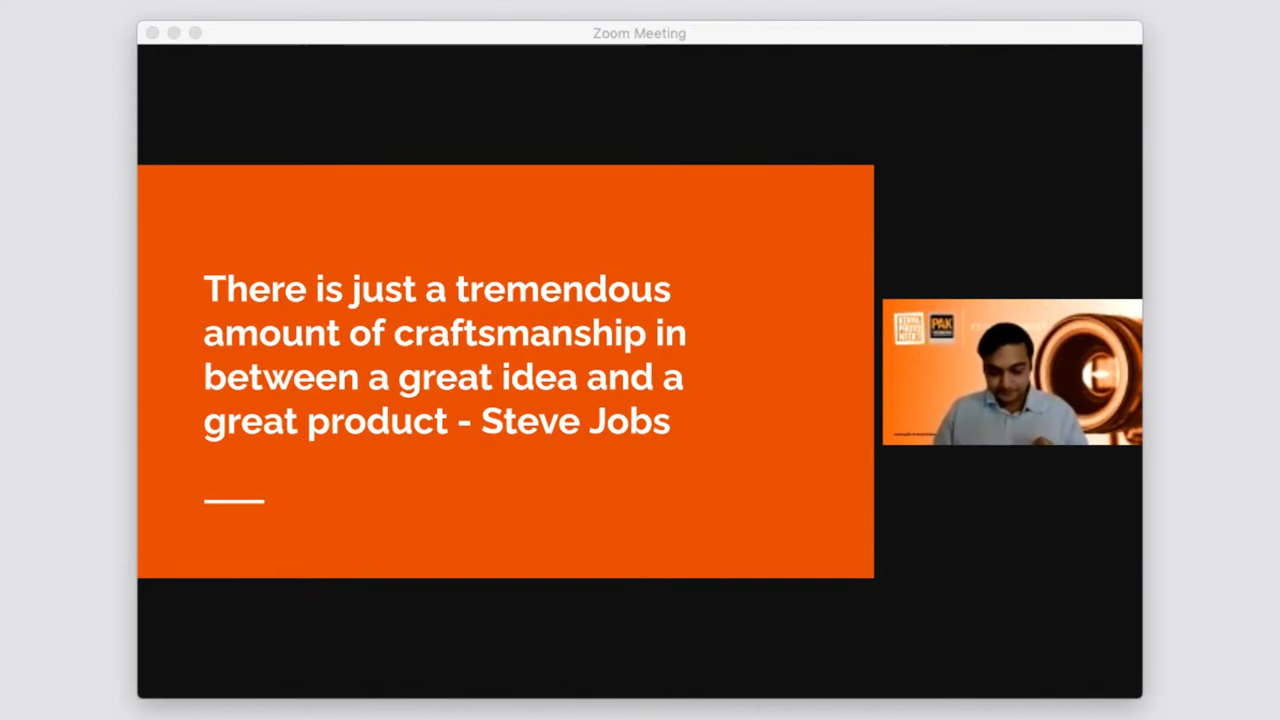 Zoom Meeting
There is just a tremendous
amount of craftsmanship in
between a great idea and a
great product - Steve Jobs
PAK